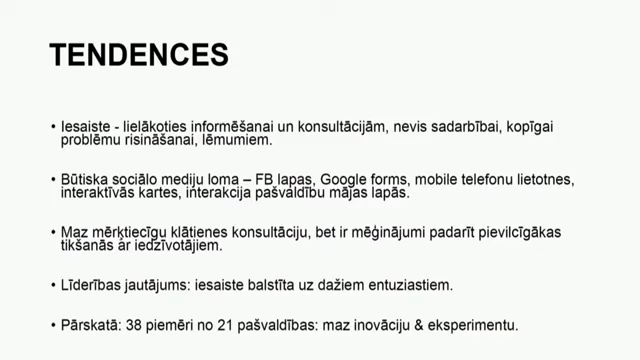 TENDENCES
• Iesaiste - lielākoties informēšanai un konsultācijām, nevis sadarbībai, kopīgai
problēmu risināšanai, lēmumiem.
• Būtiska sociālo mediju loma – FB lapas, Google forms, mobile telefonu lietotnes,
interaktīvās kartes, interakcija pašvaldību mājas lapās.
• Maz mērķtiecīgu klātienes konsultāciju, bet ir mēģinājumi padarīt pievilcīgākas
tikšanās ar iedzīvotājiem.
• Līderības jautājums: iesaiste balstīta uz dažiem entuziastiem.
• Pārskatā: 38 piemēri no 21 pašvaldības: maz inovāciju & eksperimentu.